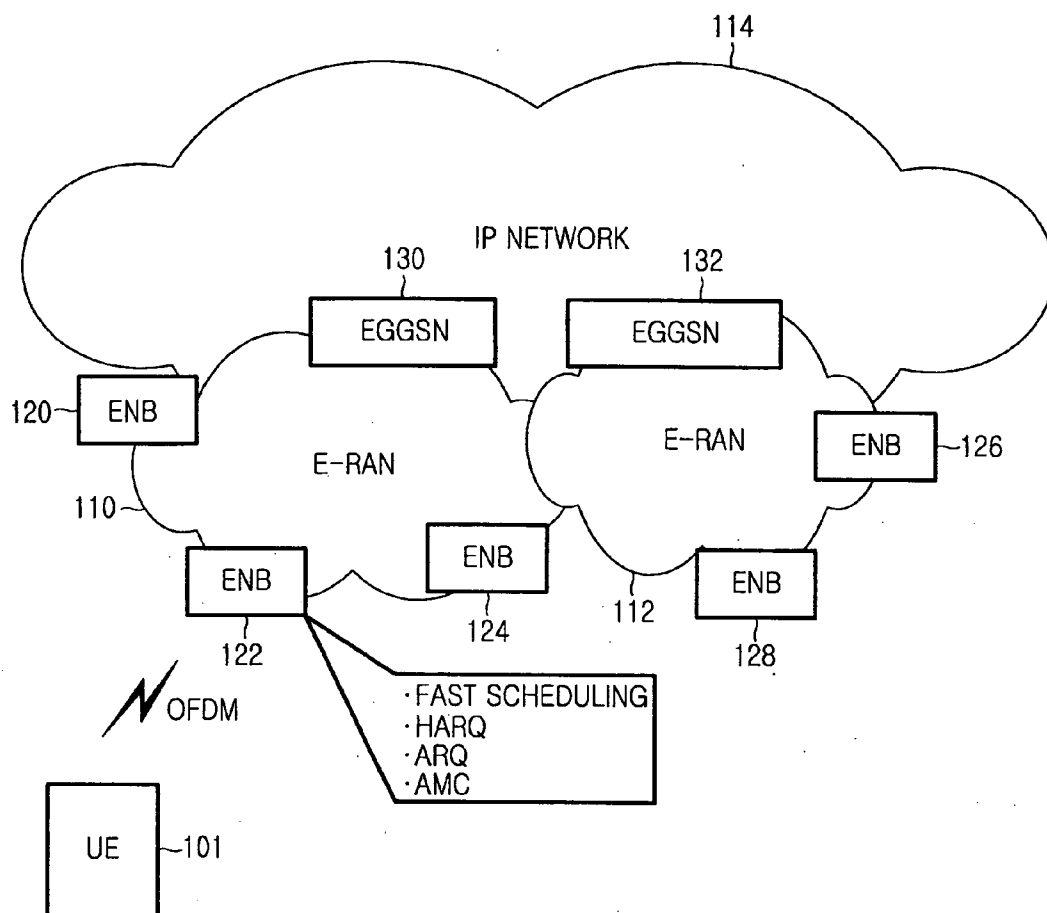 114
IP NETWORK
130
132
EGGSN
EGGSN
120
ENB
E-RAN
E-RAN
ENB
126
110
ENB
ENB
ENB
122
124
112
128
OFDM
·FAST SCHEDULING
·HARQ
·ARQ
·AMC
UE
101